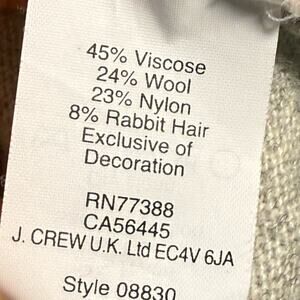 45% Viscose
24% Wool
23% Nylon
8% Rabbit Hair
Exclusive of
Decoration
RN77388
CA56445
J. CREW U.K. Ltd EC4V 6JA
Style 08830